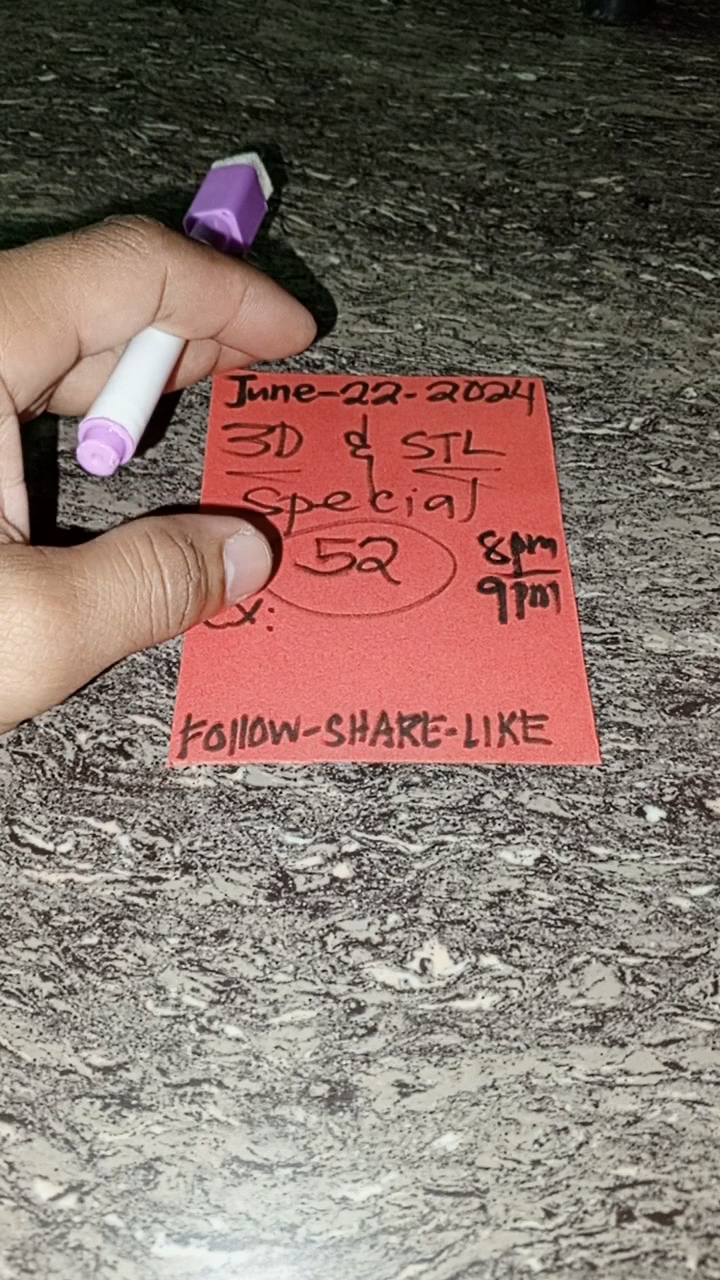 June-22-2024
3D & STL
Special
52
8pm
9pm
Ex:
FOllOW-SHARE-LIKE